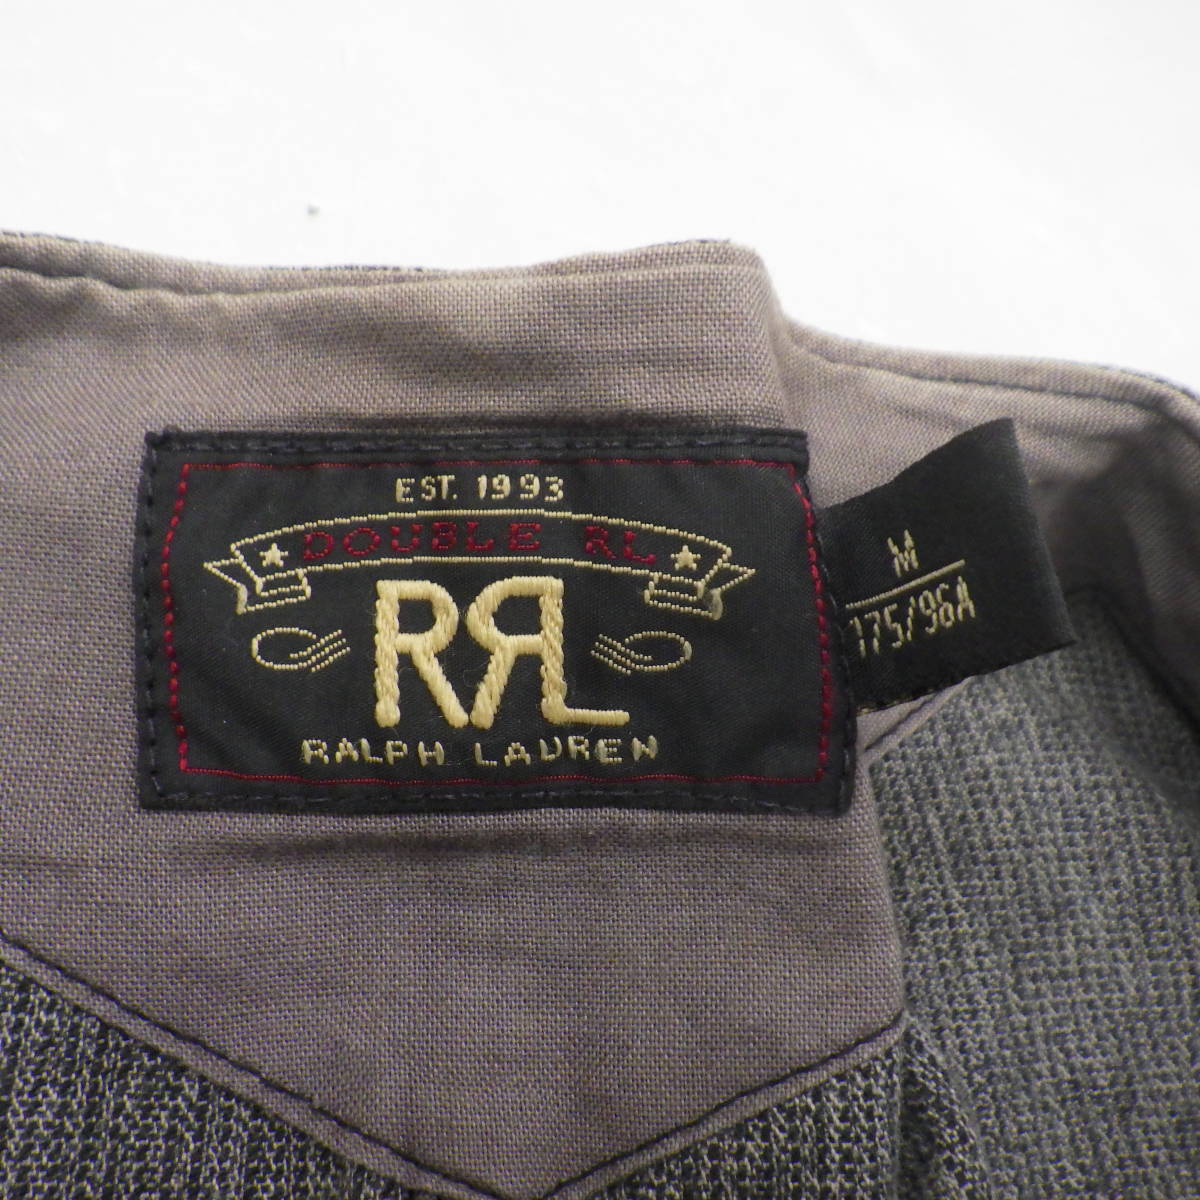 EST. 1993
DOUBLE RL
RRL
RALPH LAUREN
M
175/96A